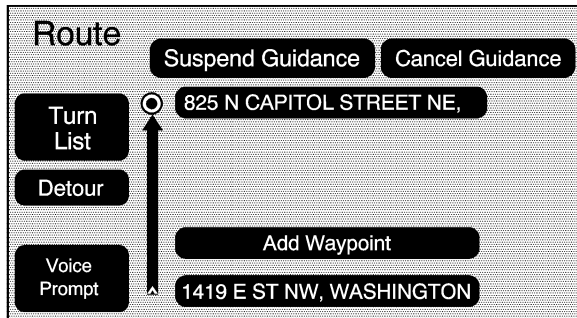 Route
Suspend Guidance
Cancel Guidance
825 N CAPITOL STREET NE,
Turn
List
Detour
Add Waypoint
Voice
Prompt
1419 E ST NW, WASHINGTON